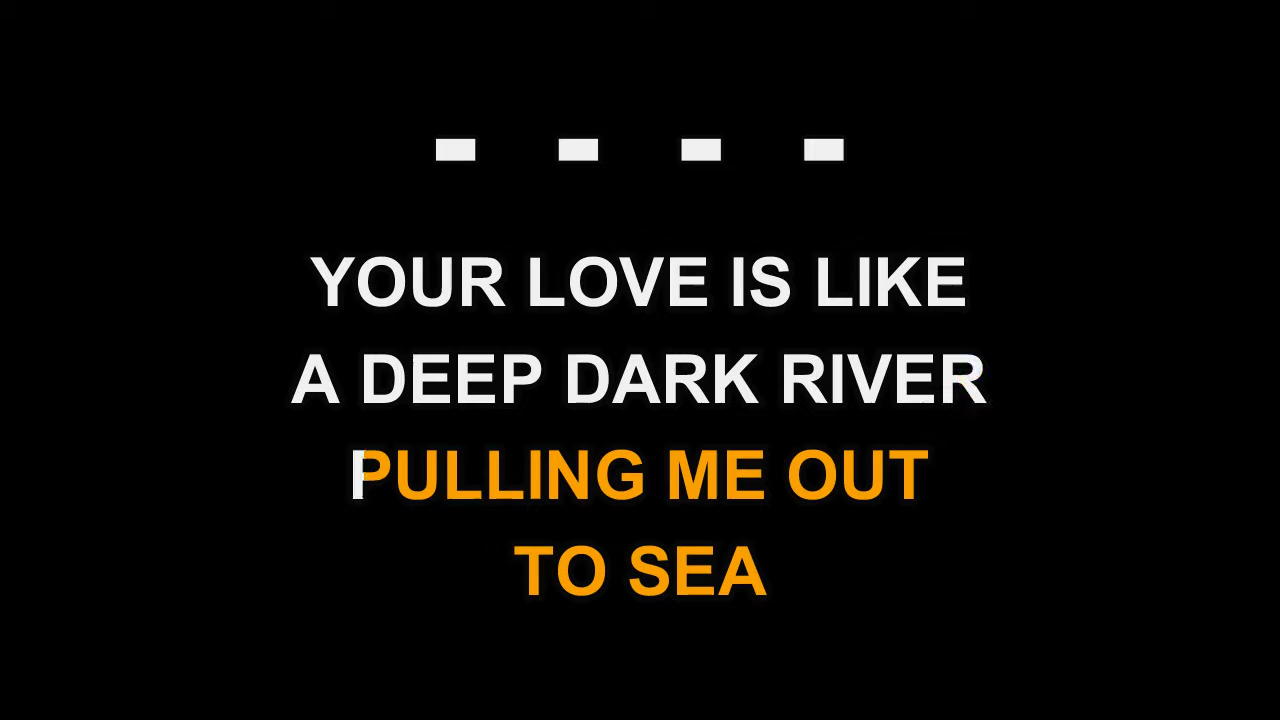 - - - -
YOUR LOVE IS LIKE
A DEEP DARK RIVER
PULLING ME OUT
TO SEA